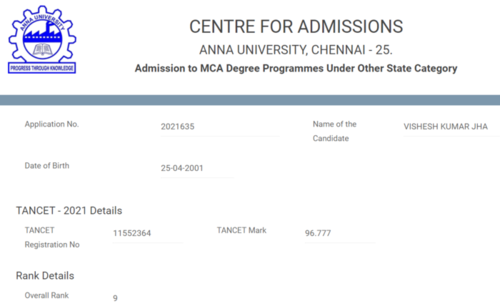 ANNA UNIVERSITY
PROGRESS THROUGH KNOWLEDGE
CENTRE FOR ADMISSIONS
ANNA UNIVERSITY, CHENNAI - 25.
Admission to MCA Degree Programmes Under Other State Category
Application No. 2021635 Name of the Candidate VISHESH KUMAR JHA
Date of Birth 25-04-2001
TANCET - 2021 Details
TANCET Registration No 11552364 TANCET Mark 96.777
Rank Details
Overall Rank 9